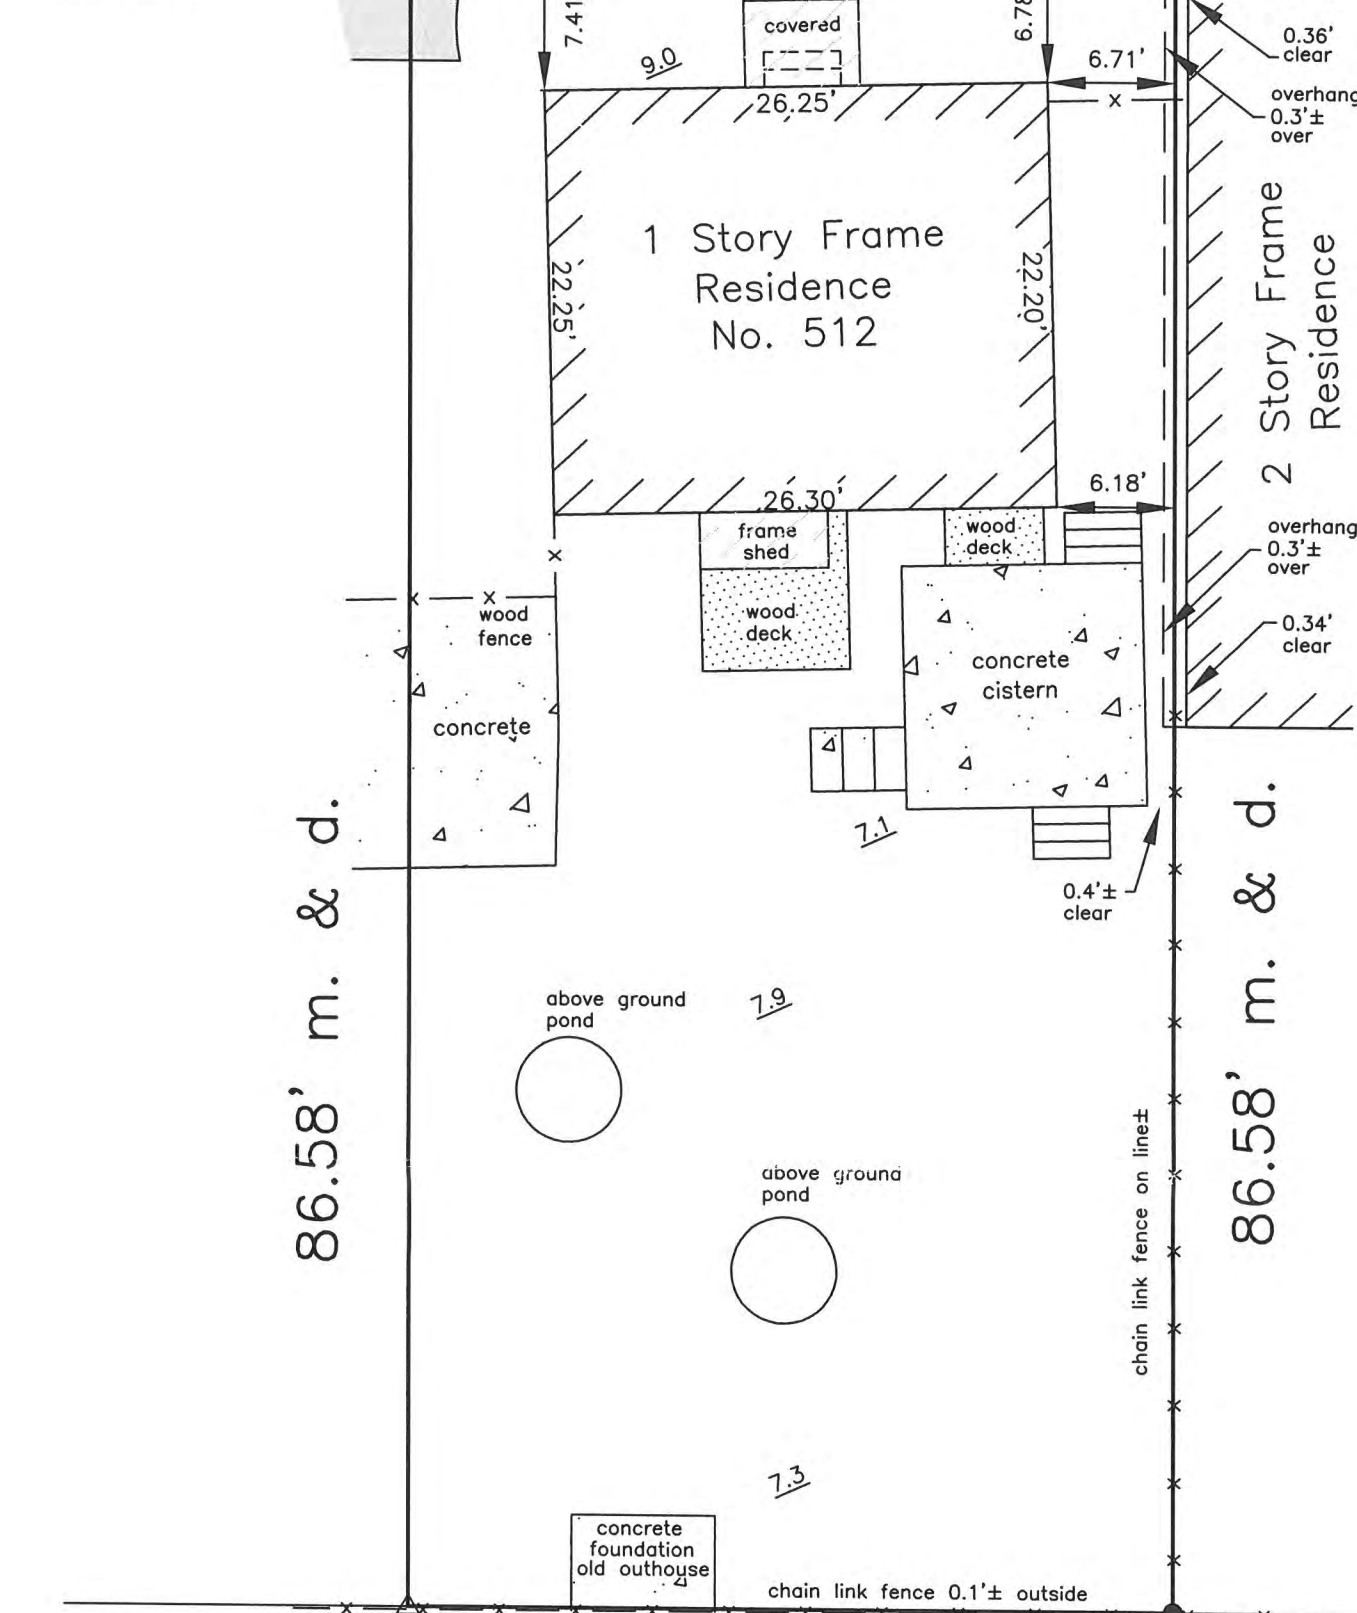 7.41
covered
6.78
0.36'
clear
9.0
6.71'
26.25'
x
overhang
0.3'±
over
1 Story Frame
Residence
No. 512
22.25'
22.20'
2 Story Frame
Residence
26.30'
6.18'
frame
shed
wood
deck
overhang
0.3'±
over
x
x
x
wood
fence
wood
deck
0.34'
clear
concrete
cistern
concrete
7.1
0.4'±
clear
86.58' m. & d.
86.58' m. & d.
above ground
pond
7.9
above ground
pond
chain link fence on line±
7.3
concrete
foundation
old outhouse
chain link fence 0.1'± outside